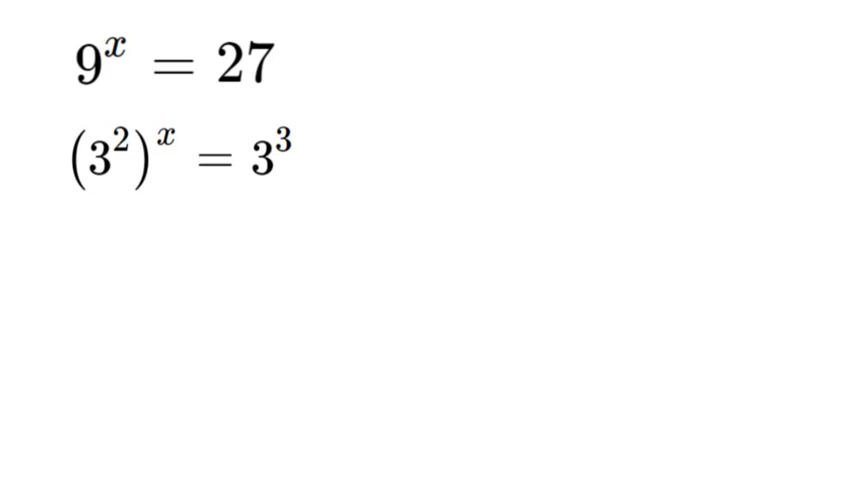 9^x = 27
(3^2)^x = 3^3